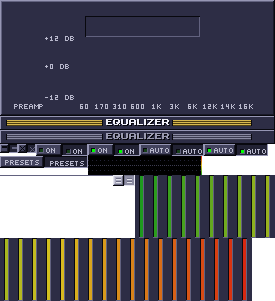 +12 DB
+0 DB
-12 DB
PREAMP 60 170 310 600 1K 3K 6K 12K 14K 16K
EQUALIZER
EQUALIZER
ON ON ON ON AUTO AUTO AUTO AUTO
PRESETS PRESETS